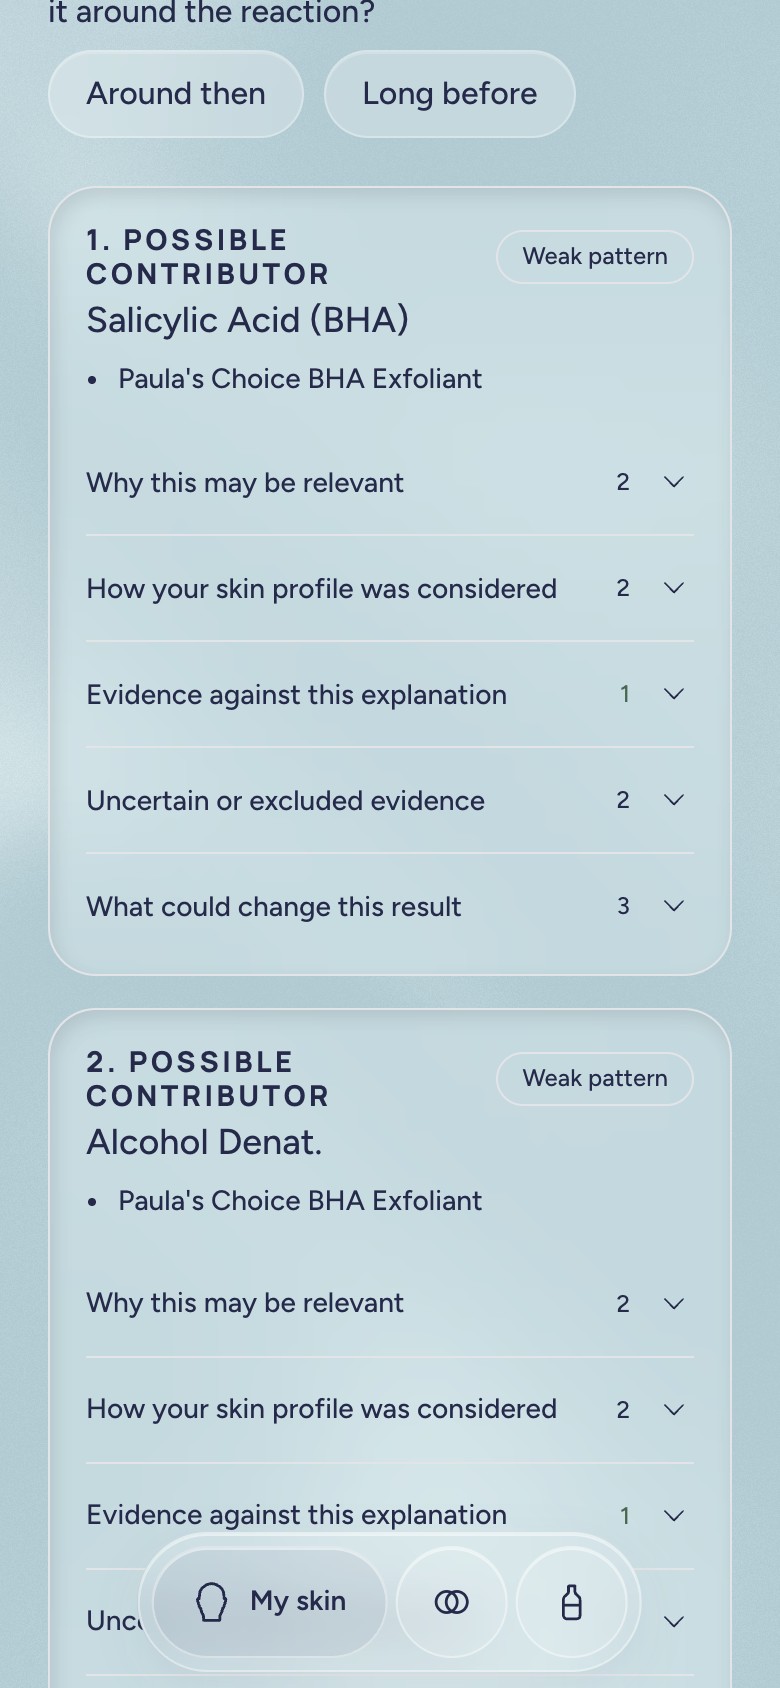 it around the reaction?
Around then
Long before
1. POSSIBLE
CONTRIBUTOR
Weak pattern
Salicylic Acid (BHA)
• Paula's Choice BHA Exfoliant
Why this may be relevant 2
How your skin profile was considered 2
Evidence against this explanation 1
Uncertain or excluded evidence 2
What could change this result 3
2. POSSIBLE
CONTRIBUTOR
Weak pattern
Alcohol Denat.
• Paula's Choice BHA Exfoliant
Why this may be relevant 2
How your skin profile was considered 2
Evidence against this explanation 1
My skin